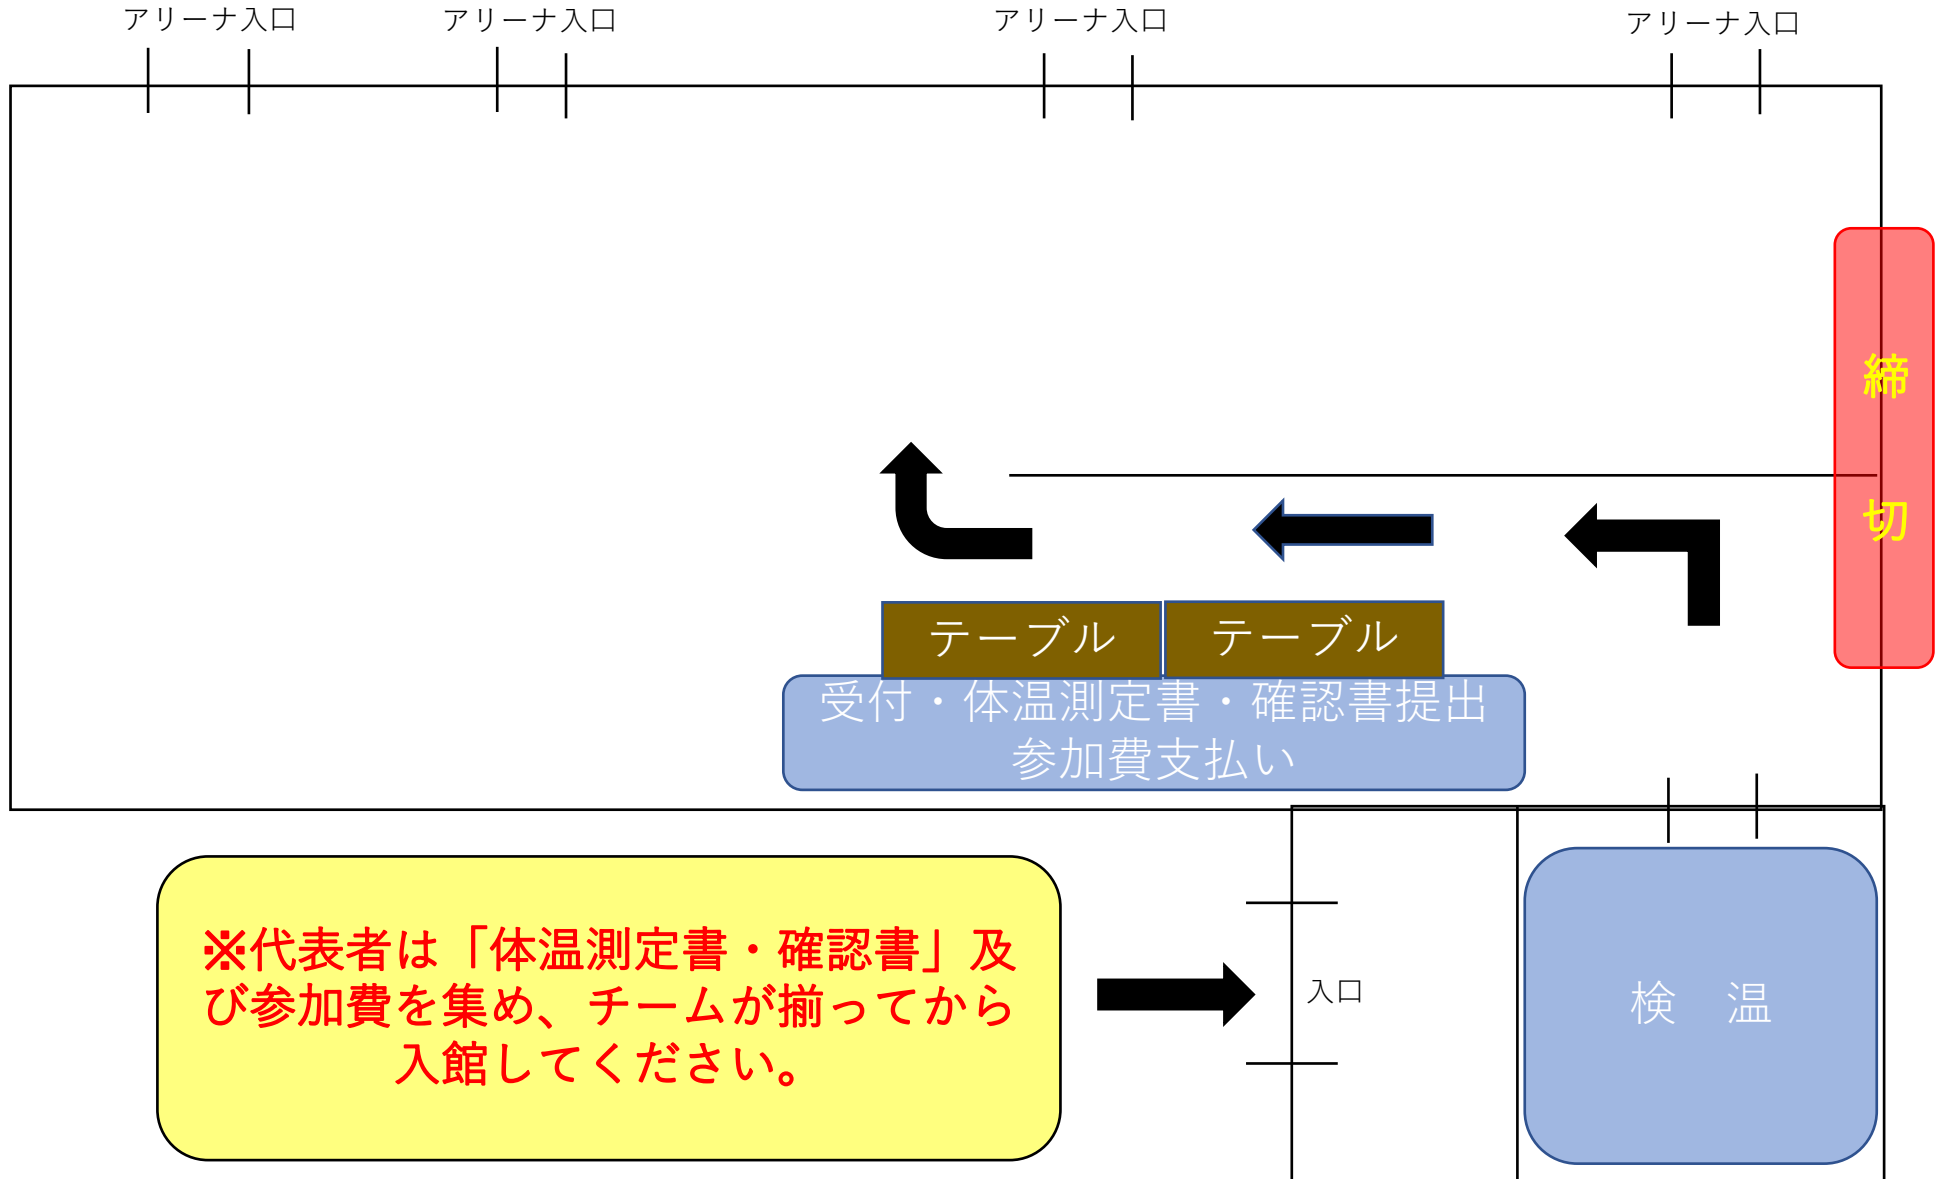 アリーナ入口
アリーナ入口
アリーナ入口
アリーナ入口
締
切
テーブル
テーブル
受付・体温測定書・確認書提出
参加費支払い
※代表者は「体温測定書・確認書」及
び参加費を集め、チームが揃ってから
入館してください。
入口
検　温